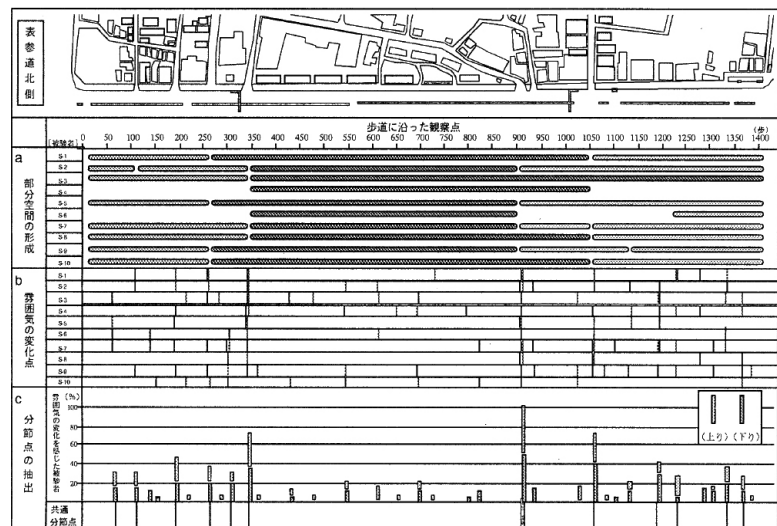 表参道北側
歩道に沿った観察点
(被験者) 0 50 100 150 200 250 300 350 400 450 500 550 600 650 700 750 800 850 900 950 1000 1050 1100 1150 1200 1250 1300 1350 1400 (歩)
a 部分空間の形成
S-1
S-2
S-3
S-4
S-5
S-6
S-7
S-8
S-9
S-10
b 雰囲気の変化点
S-1
S-2
S-3
S-4
S-5
S-6
S-7
S-8
S-9
S-10
c 分節点の抽出
雰囲気の変化を感じた被験者
(%)
100
80
60
40
20
(上り) (下り)
共通
分節点